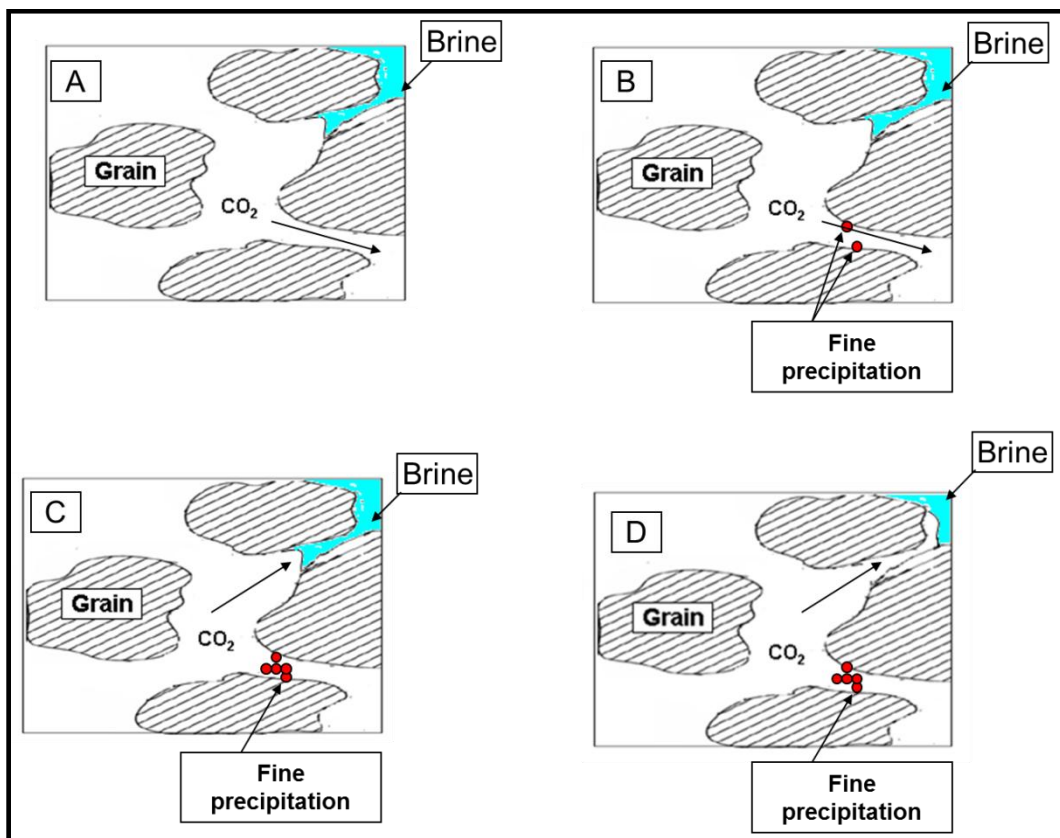 A
Brine
Grain
CO₂
B
Brine
Grain
CO₂
Fine
precipitation
C
Brine
Grain
CO₂
Fine
precipitation
D
Brine
Grain
CO₂
Fine
precipitation